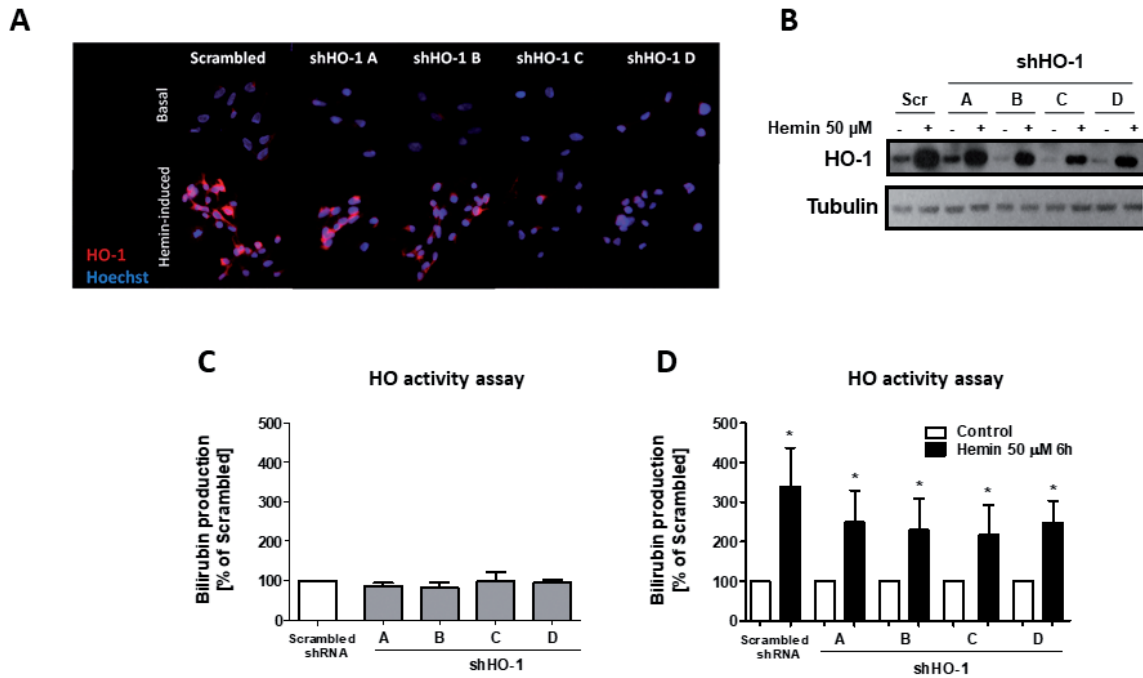 A
Scrambled shHO-1 A shHO-1 B shHO-1 C shHO-1 D
Basal
Hemin-induced
HO-1
Hoechst
B
shHO-1
Scr A B C D
Hemin 50 µM - + - + - + - + - +
HO-1
Tubulin
C
HO activity assay
Bilirubin production
[% of Scrambled]
500
400
300
200
100
0
Scrambled
shRNA
A B C D
shHO-1
D
HO activity assay
Control
Hemin 50 µM 6h
Bilirubin production
[% of Scrambled]
500
400
300
200
100
0
* * * * *
Scrambled
shRNA
A B C D
shHO-1